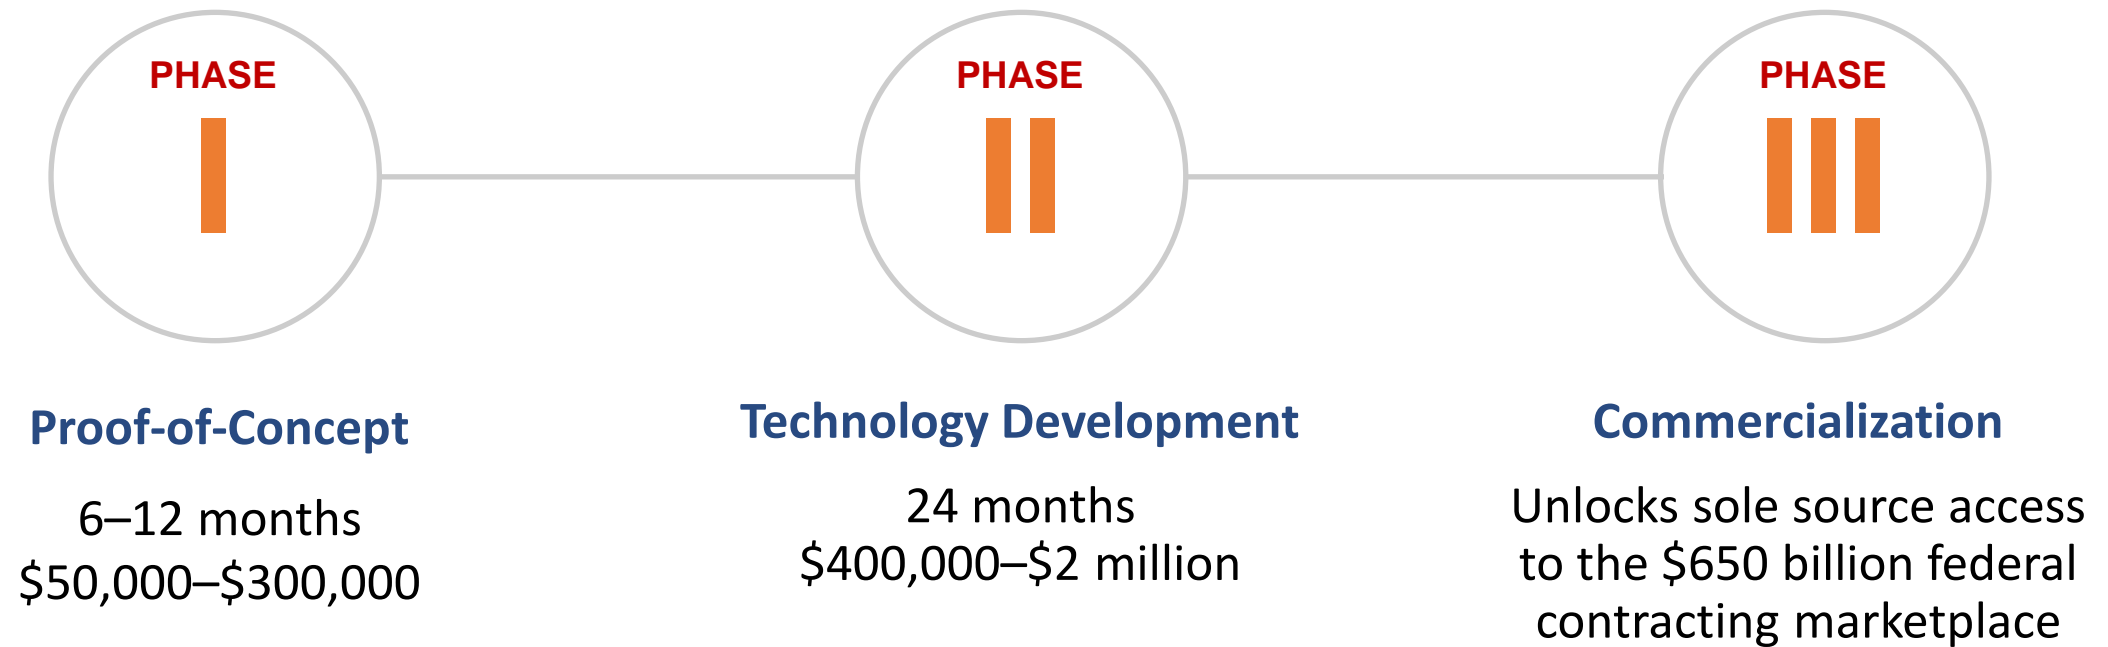 PHASE
I
Proof-of-Concept
6–12 months
$50,000–$300,000
PHASE
II
Technology Development
24 months
$400,000–$2 million
PHASE
III
Commercialization
Unlocks sole source access
to the $650 billion federal
contracting marketplace